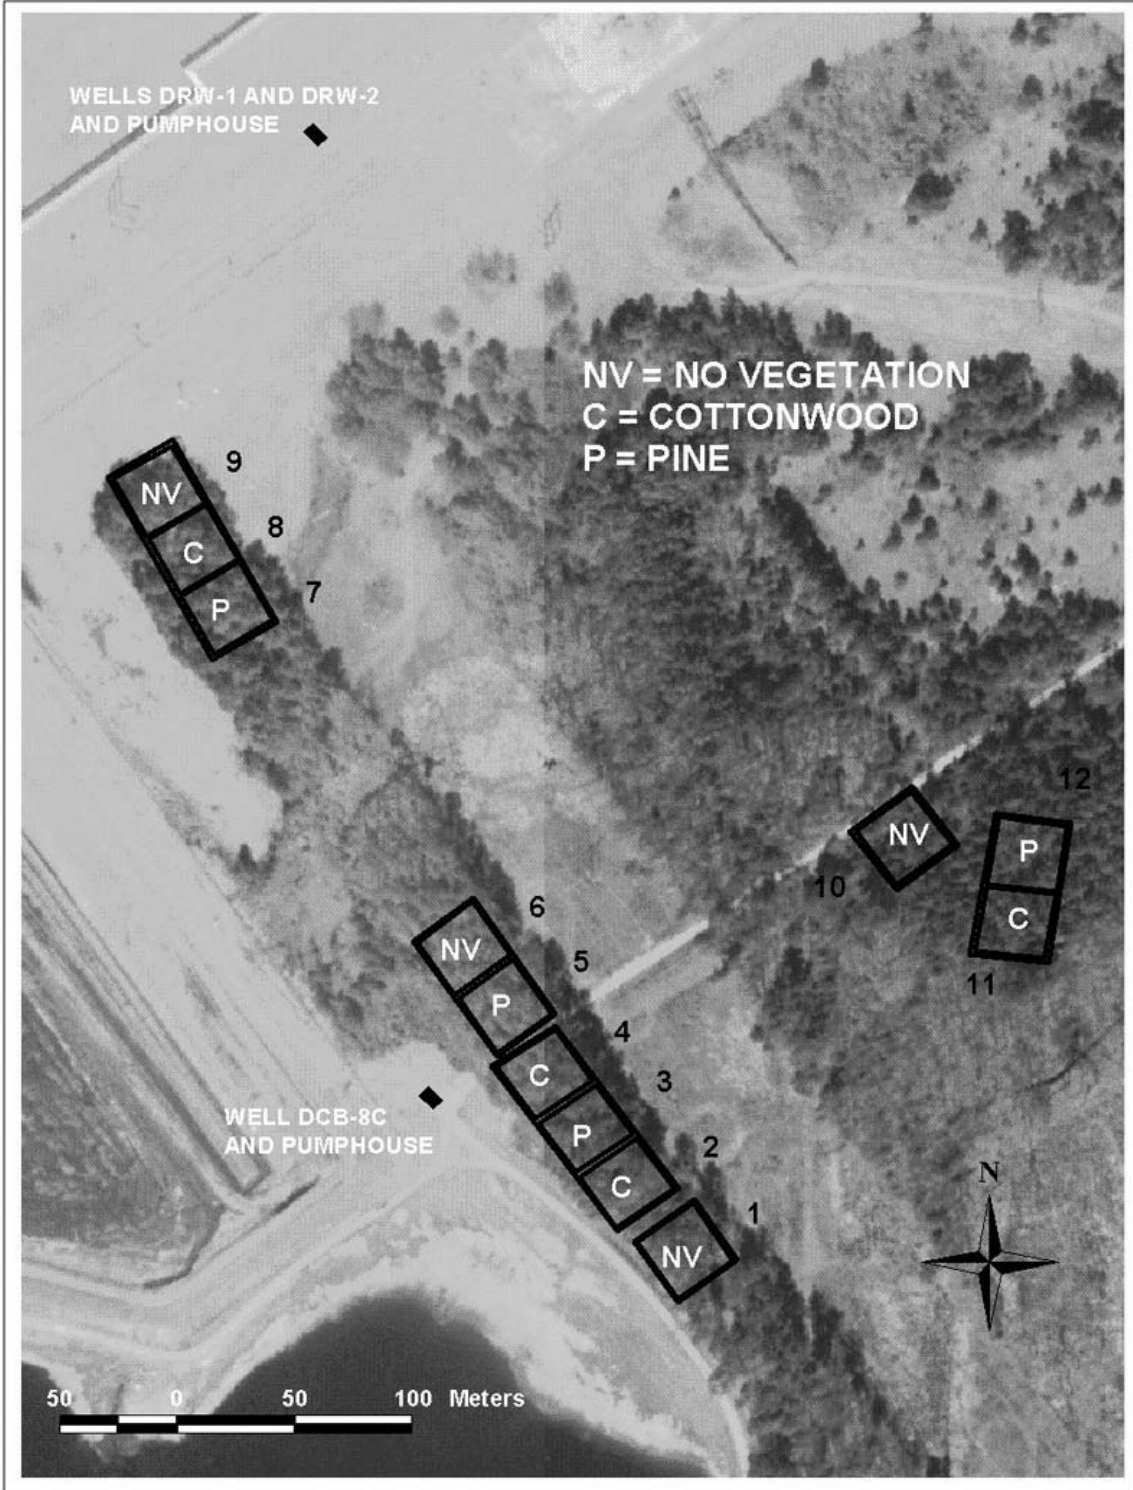 WELLS DRW-1 AND DRW-2
AND PUMPHOUSE
NV = NO VEGETATION
C = COTTONWOOD
P = PINE
9
NV
8
C
7
P
12
NV
P
10
C
11
6
NV
5
P
4
C
3
P
WELL DCB-8C
AND PUMPHOUSE
2
C
1
NV
N
50 0 50 100 Meters